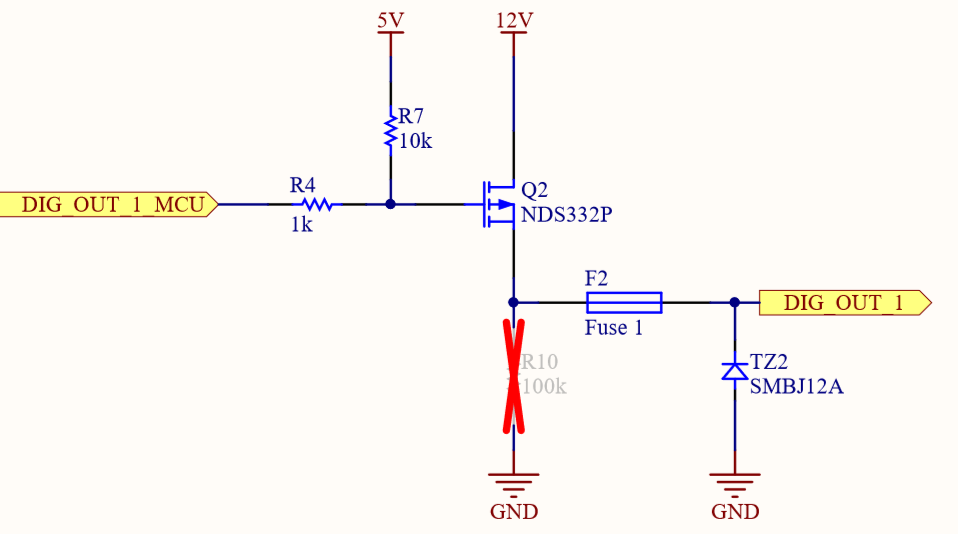 5V
12V
R7
10k
DIG_OUT_1_MCU
R4
1k
Q2
NDS332P
F2
Fuse 1
DIG_OUT_1
R10
100k
TZ2
SMBJ12A
GND
GND